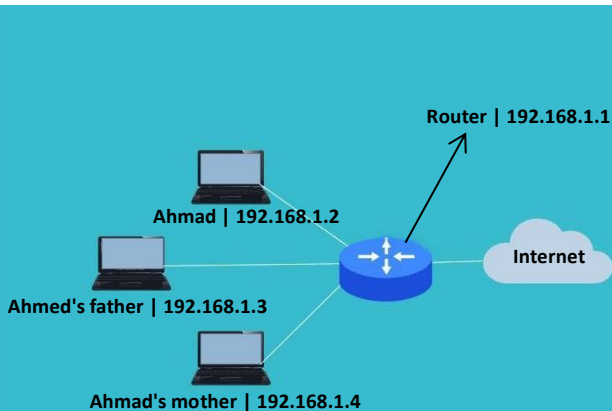 Router | 192.168.1.1
Ahmad | 192.168.1.2
Internet
Ahmed's father | 192.168.1.3
Ahmad's mother | 192.168.1.4